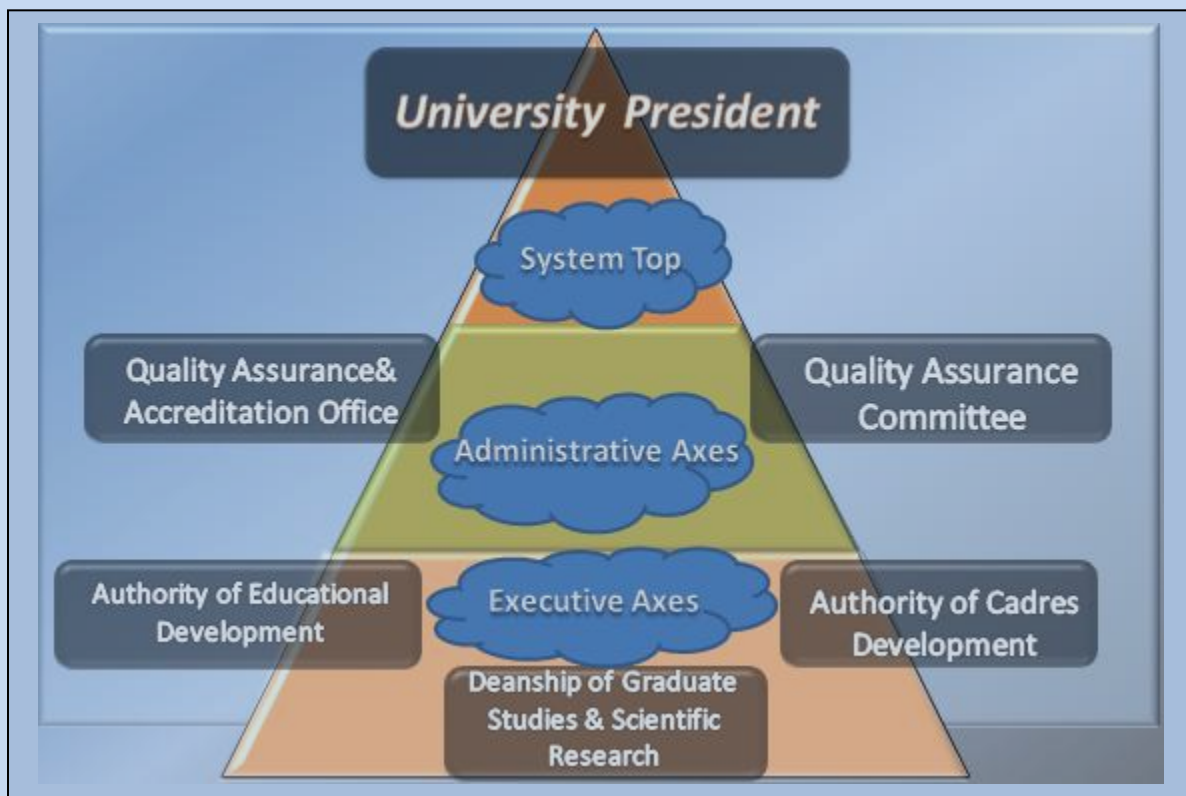 University President
System Top
Quality Assurance&
Accreditation Office
Quality Assurance
Committee
Administrative Axes
Authority of Educational
Development
Executive Axes
Authority of Cadres
Development
Deanship of Graduate
Studies & Scientific
Research